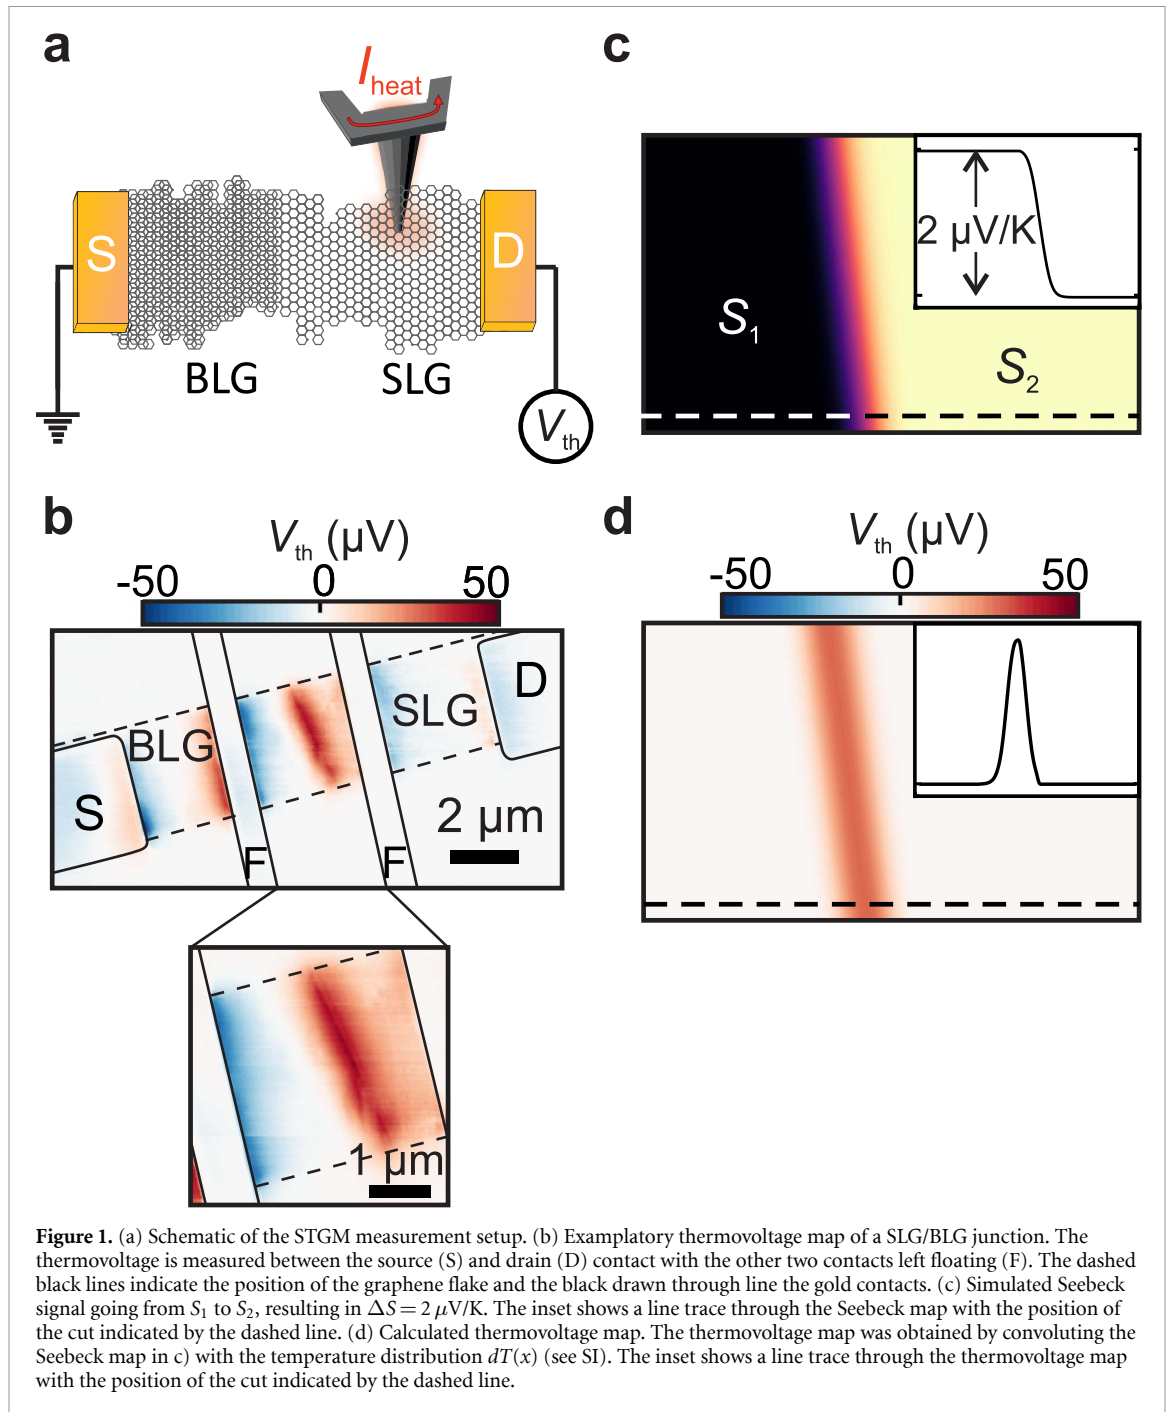 a
I heat
S
D
BLG
SLG
Vth
c
2 µV/K
S1
S2
b
Vth (µV)
-50 0 50
D
SLG
BLG
S
2 µm
F F
1 µm
d
Vth (µV)
-50 0 50
Figure 1. (a) Schematic of the STGM measurement setup. (b) Examplatory thermovoltage map of a SLG/BLG junction. The
thermovoltage is measured between the source (S) and drain (D) contact with the other two contacts left floating (F). The dashed
black lines indicate the position of the graphene flake and the black drawn through line the gold contacts. (c) Simulated Seebeck
signal going from S1 to S2, resulting in ΔS = 2 µV/K. The inset shows a line trace through the Seebeck map with the position of
the cut indicated by the dashed line. (d) Calculated thermovoltage map. The thermovoltage map was obtained by convoluting the
Seebeck map in c) with the temperature distribution dT(x) (see SI). The inset shows a line trace through the thermovoltage map
with the position of the cut indicated by the dashed line.